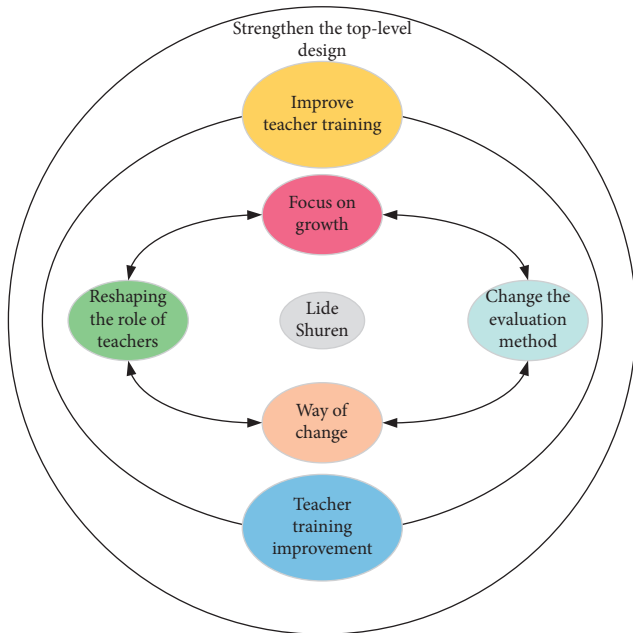 Strengthen the top-level
design
Improve
teacher training
Focus on
growth
Reshaping
the role of
teachers
Lide
Shuren
Change the
evaluation
method
Way of
change
Teacher
training
improvement